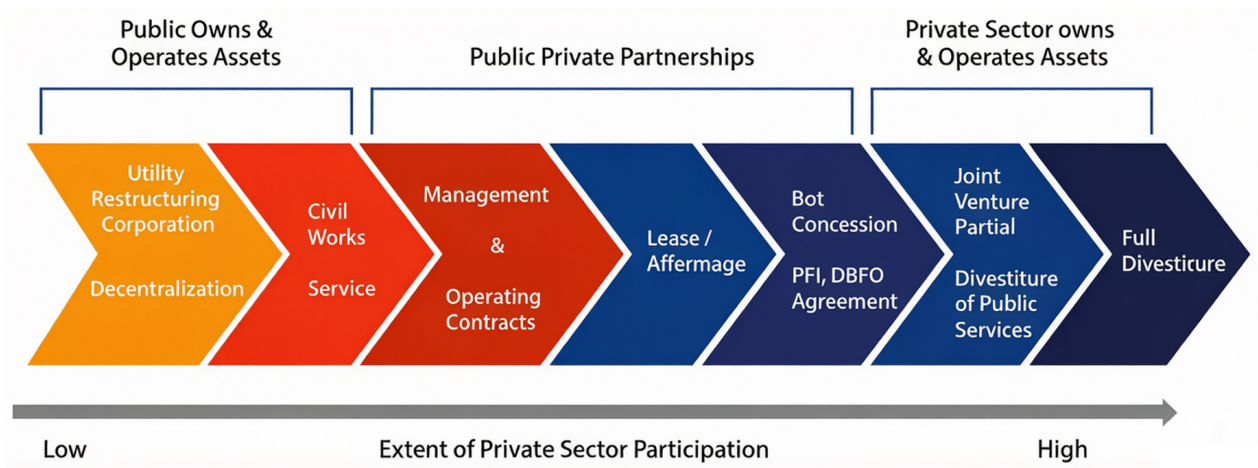 Public Owns &
Operates Assets
Public Private Partnerships
Private Sector owns
& Operates Assets
Utility
Restructuring
Corporation
Decentralization
Civil
Works
Service
Management
&
Operating
Contracts
Lease /
Affermage
Bot
Concession
PFI, DBFO
Agreement
Joint
Venture
Partial
Divestiture
of Public
Services
Full
Divesticure
Low
Extent of Private Sector Participation
High